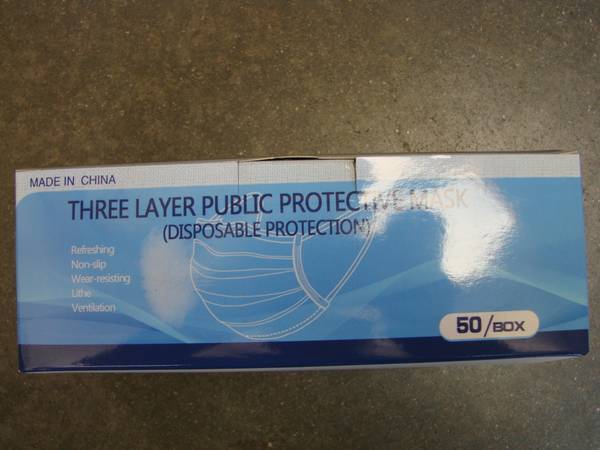 MADE IN CHINA
THREE LAYER PUBLIC PROTECTIVE MASK
(DISPOSABLE PROTECTION)
Refreshing
Non-slip
Wear-resisting
Lithe
Ventilation
50/BOX